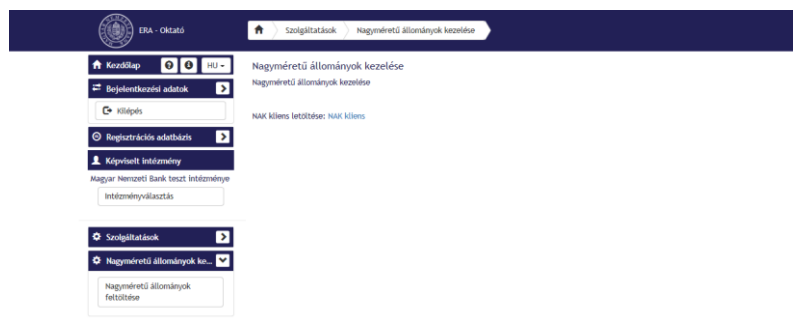 ERA - Oktató
Szolgáltatások
Nagyméretű állományok kezelése
Kezdőlap
HU
Bejelentkezési adatok
Kilépés
Regisztrációs adatbázis
Képviselt intézmény
Magyar Nemzeti Bank teszt intézménye
Intézményválasztás
Szolgáltatások
Nagyméretű állományok ke...
Nagyméretű állományok
feltöltése
Nagyméretű állományok kezelése
Nagyméretű állományok kezelése
NAK kliens letöltése: NAK kliens